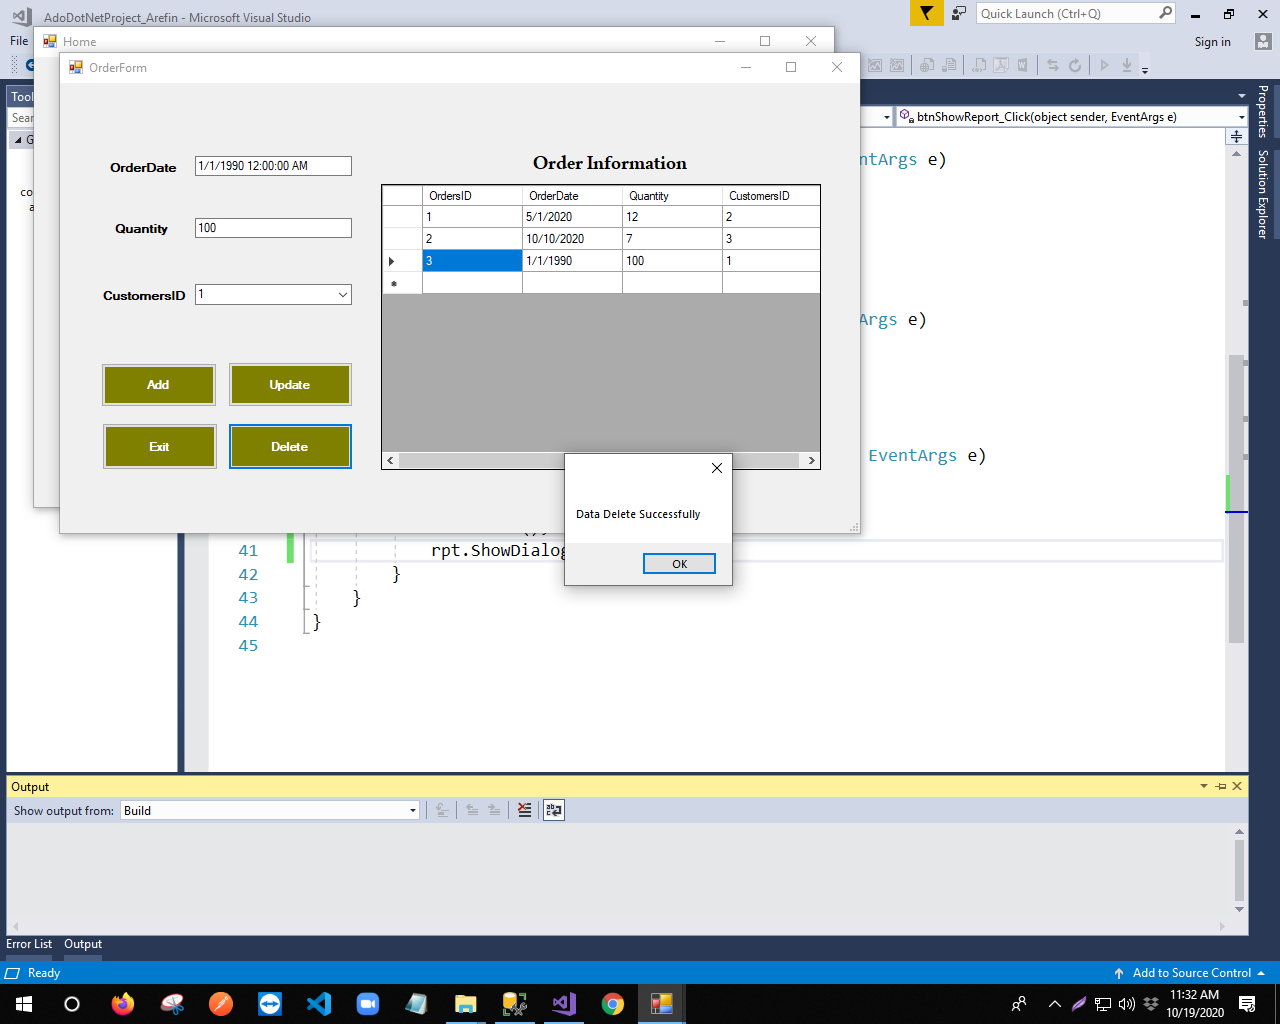 AdoDotNetProject_Arefin - Microsoft Visual Studio
Quick Launch (Ctrl+Q)
File
Home
Sign in
OrderForm
Tool
Sear
G
co
a
btnShowReport_Click(object sender, EventArgs e)
Properties
Solution Explorer
ntArgs e)
Args e)
EventArgs e)
OrderDate
1/1/1990 12:00:00 AM
Quantity
100
CustomersID
1
Add
Update
Exit
Delete
Order Information
OrdersID OrderDate Quantity CustomersID
1 5/1/2020 12 2
2 10/10/2020 7 3
3 1/1/1990 100 1
Data Delete Successfully
OK
41 rpt.ShowDialog
42 }
43 }
44 }
45
Output
Show output from: Build
Error List Output
Ready
Add to Source Control
11:32 AM
10/19/2020